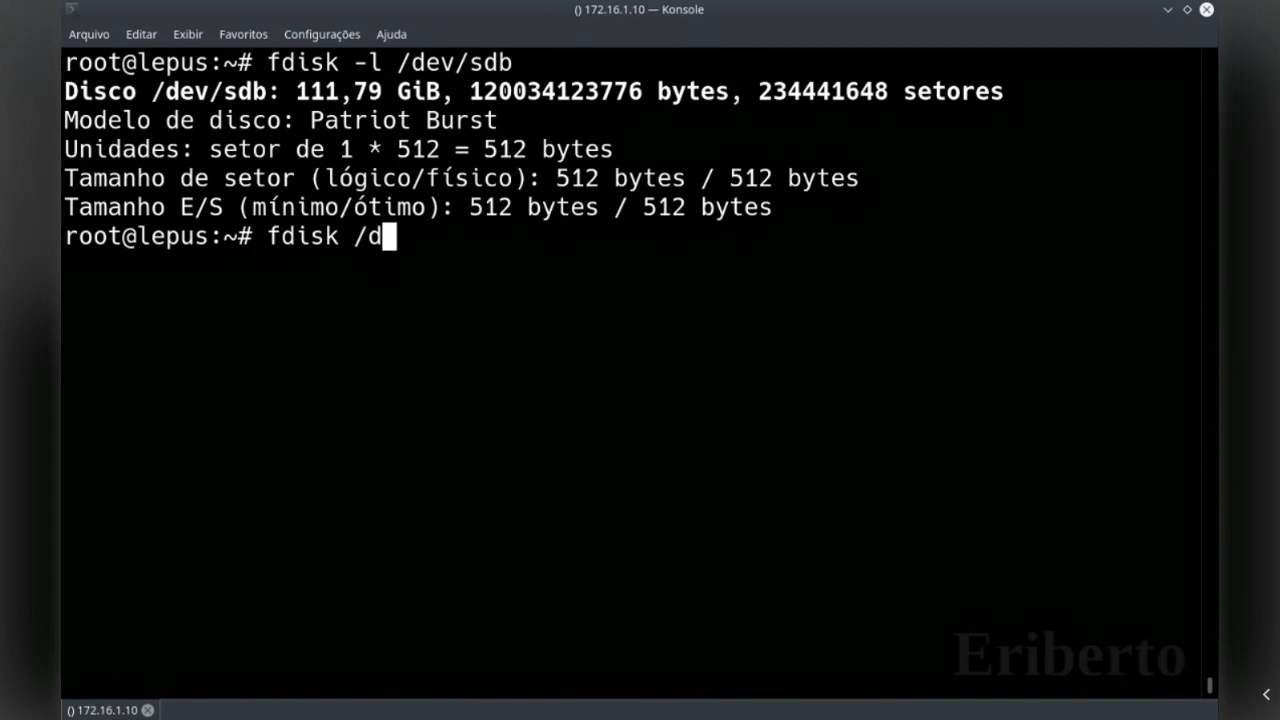 () 172.16.1.10 — Konsole
Arquivo Editar Exibir Favoritos Configurações Ajuda
root@lepus:~# fdisk -l /dev/sdb
Disco /dev/sdb: 111,79 GiB, 120034123776 bytes, 234441648 setores
Modelo de disco: Patriot Burst
Unidades: setor de 1 * 512 = 512 bytes
Tamanho de setor (lógico/físico): 512 bytes / 512 bytes
Tamanho E/S (mínimo/ótimo): 512 bytes / 512 bytes
root@lepus:~# fdisk /d
Eriberto
() 172.16.1.10